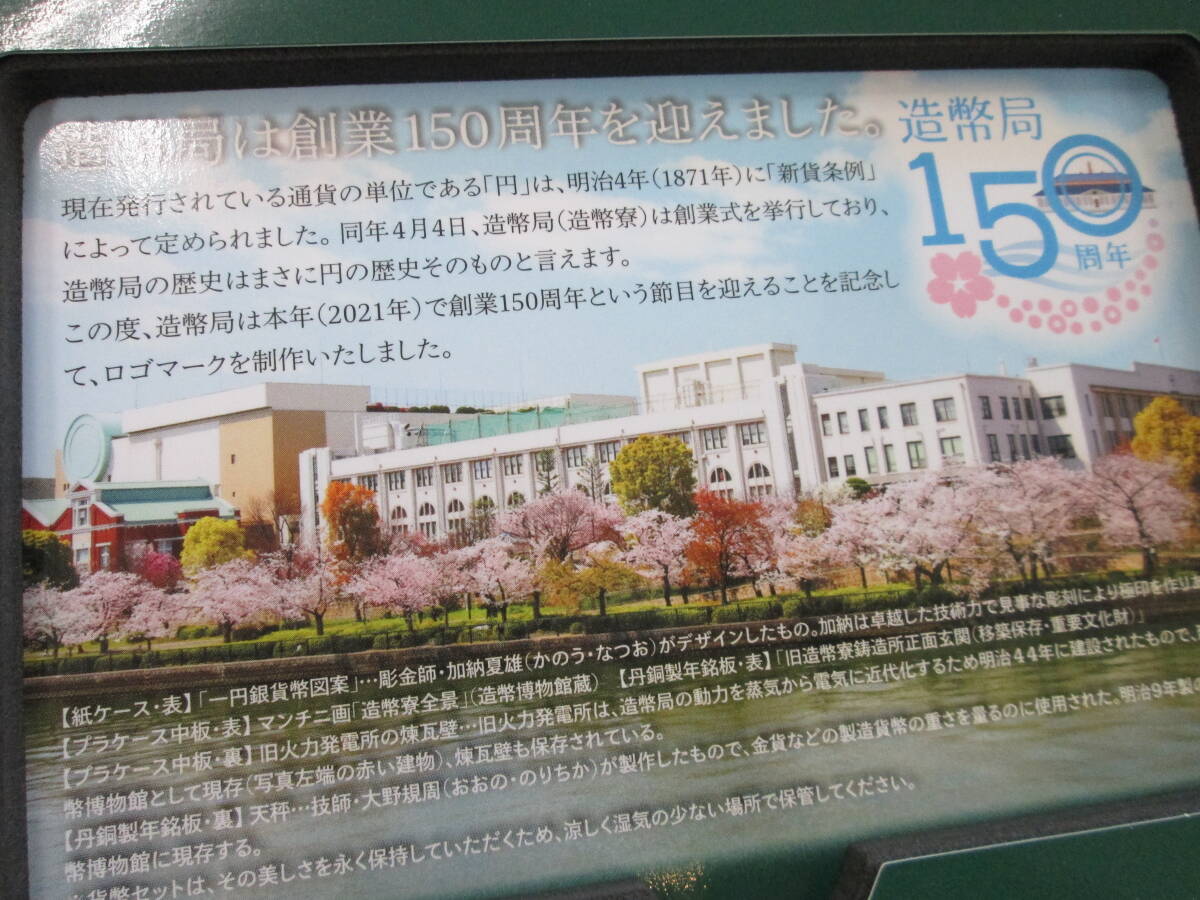 造幣局は創業150周年を迎えました。
造幣局
150
周年
現在発行されている通貨の単位である「円」は、明治4年(1871年)に「新貨条例」
によって定められました。同年4月4日、造幣局(造幣寮)は創業式を挙行しており、
造幣局の歴史はまさに円の歴史そのものと言えます。
この度、造幣局は本年(2021年)で創業150周年という節目を迎えることを記念し
て、ロゴマークを制作いたしました。
【紙ケース・表】「一円銀貨幣図案」…彫金師・加納夏雄(かのう・なつお)がデザインしたもの。加納は卓越した技術力で見事な彫刻により極印を作り
【プラケース中板・表】マンチニ画「造幣寮全景」(造幣博物館蔵) 【丹銅製年銘板・表】「旧造幣寮鋳造所正面玄関(移築保存・重要文化財)」
【プラケース中板・裏】旧火力発電所の煉瓦壁…旧火力発電所は、造幣局の動力を蒸気から電気に近代化するため明治44年に建設されたもので、
幣博物館として現存(写真左端の赤い建物)、煉瓦壁も保存されている。
【丹銅製年銘板・裏】天秤…技師・大野規周(おおの・のりちか)が製作したもので、金貨などの製造貨幣の重さを量るのに使用された。明治9年製
幣博物館に現存する。
貨幣セットは、その美しさを永く保持していただくため、涼しく湿気の少ない場所で保管してください。